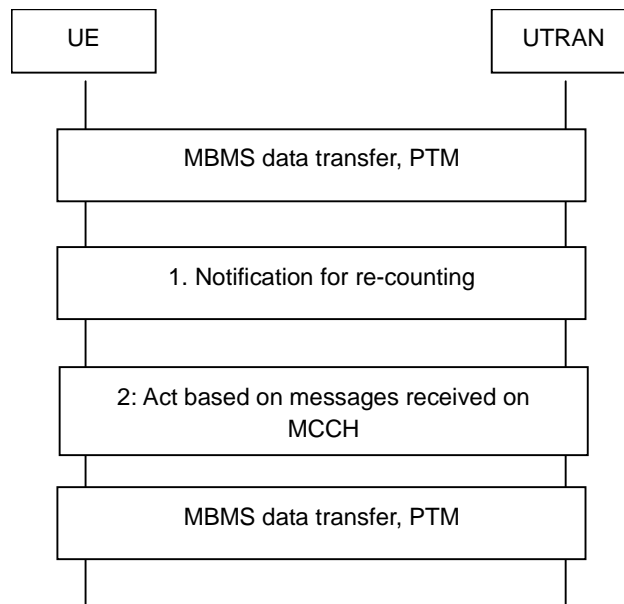 UE
UTRAN
MBMS data transfer, PTM
1. Notification for re-counting
2: Act based on messages received on
MCCH
MBMS data transfer, PTM